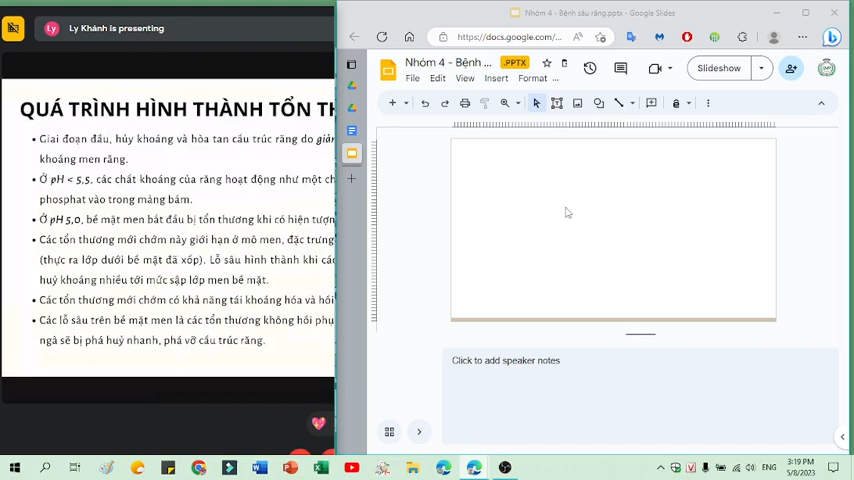 Ly Ly Khánh is presenting
QUÁ TRÌNH HÌNH THÀNH TỔN TH
Giai đoạn đầu, hủy khoáng và hòa tan cấu trúc răng do giảm
khoáng men răng.
Ở pH < 5,5, các chất khoáng của răng hoạt động như một ch
phosphat vào trong mảng bám.
Ở pH 5,0, bề mặt men bắt đầu bị tổn thương khi có hiện tượn
Các tổn thương mới chớm này giới hạn ở mô men, đặc trưng
(thực ra lớp dưới bề mặt đã xốp). Lỗ sâu hình thành khi các
huỷ khoáng nhiều tới mức sập lớp men bề mặt.
Các tổn thương mới chớm có khả năng tái khoáng hóa và hồi
Các lỗ sâu trên bề mặt men là các tổn thương không hồi phụ
ngà sẽ bị phá huỷ nhanh, phá vỡ cấu trúc răng.
Nhóm 4 - Bệnh sâu răng.pptx - Google Slides
https://docs.google.com/...
Nhóm 4 - Bệnh ... .PPTX
File Edit View Insert Format ...
Slideshow
Click to add speaker notes
ENG
3:19 PM
5/8/2023